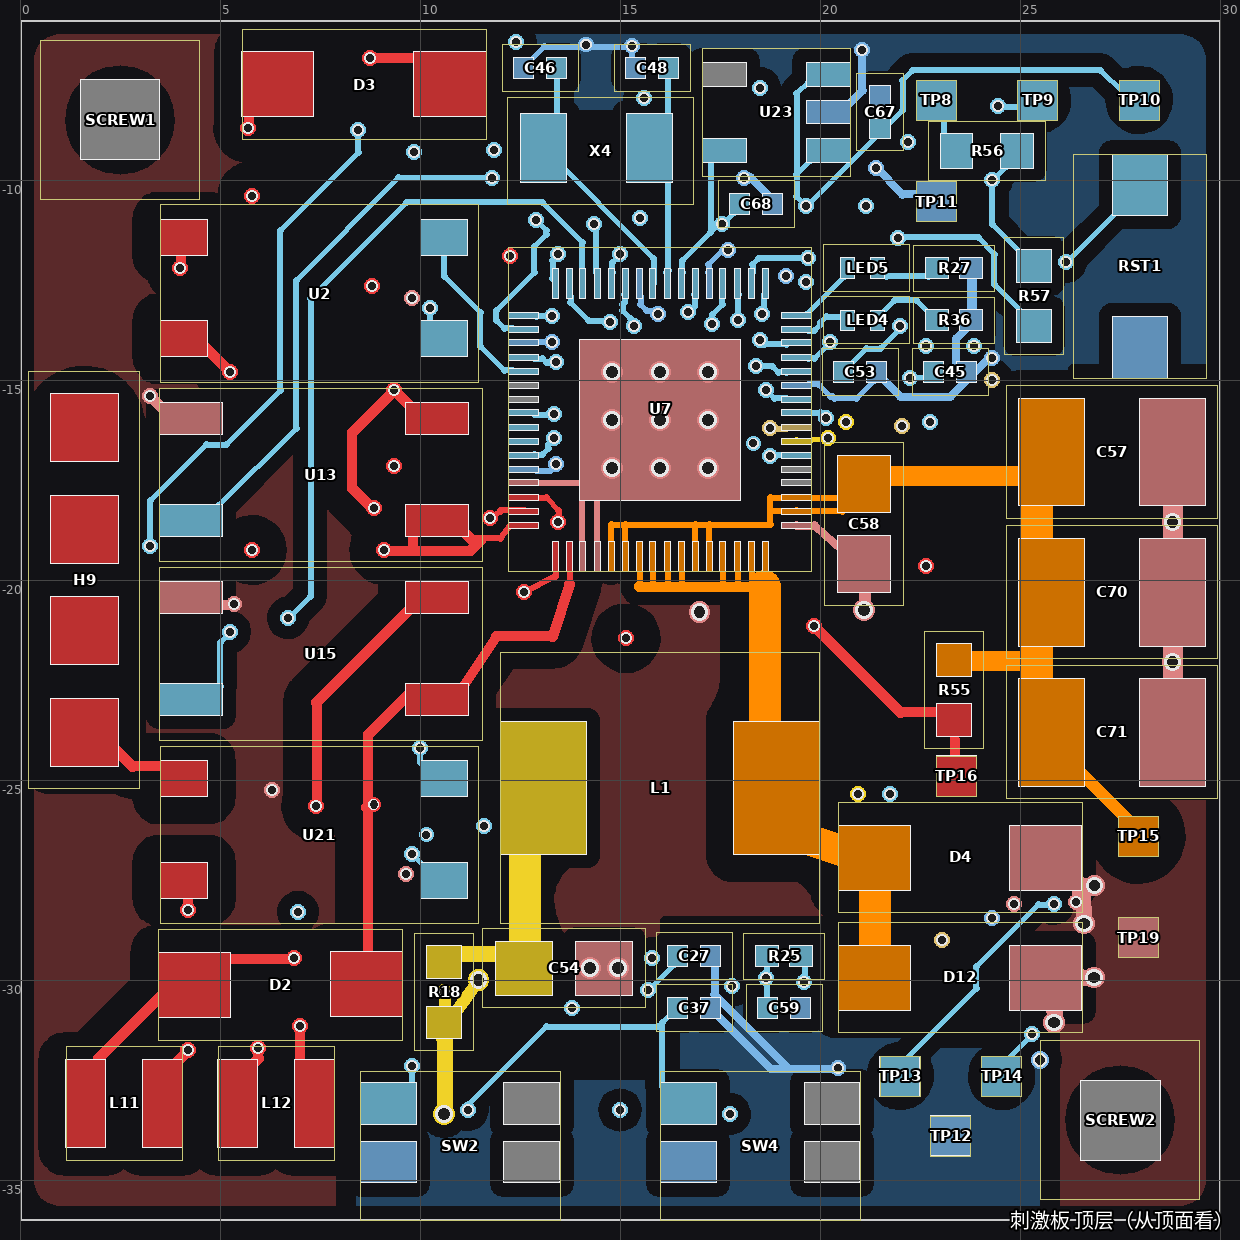 0 5 10 15 20 25 30
C46 C48
D3
U23
TP8 TP9 TP10
C67
SCREW1
X4
R56
-10
C68
TP11
LED5 R27
RST1
U2
R57
LED4 R36
C53 C45
-15
U7
C57
U13
C58
H9
-20
C70
U15
R55
C71
TP16
-25
L1
U21
TP15
D4
TP19
C54
C27 R25
D12
D2
R18
-30
C37 C59
TP13 TP14
L11 L12
SCREW2
TP12
SW2 SW4
-35
刺激板 顶层 (从顶面看)